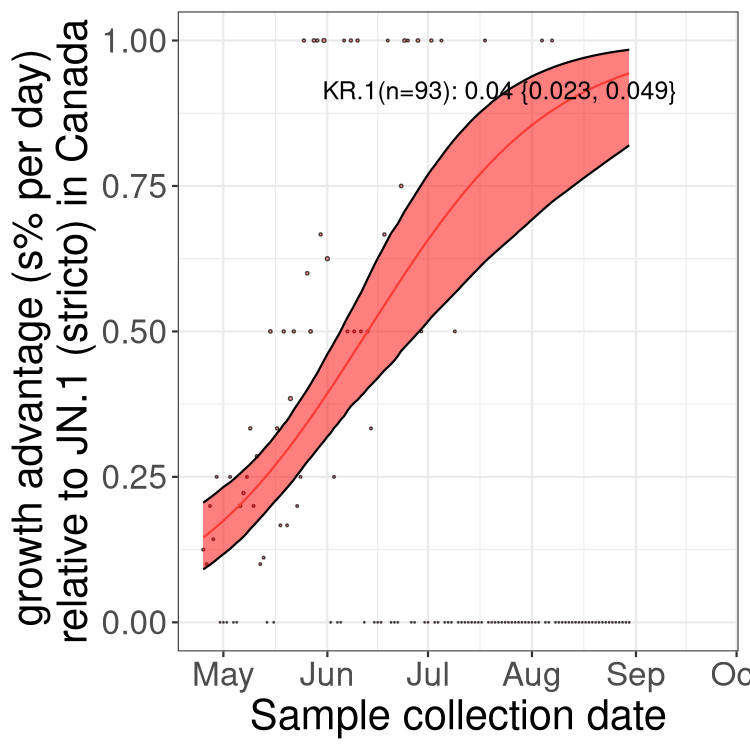 growth advantage (s% per day)
relative to JN.1 (stricto) in Canada
1.00
0.75
0.50
0.25
0.00
KR.1(n=93): 0.04 {0.023, 0.049}
May Jun Jul Aug Sep Oc
Sample collection date